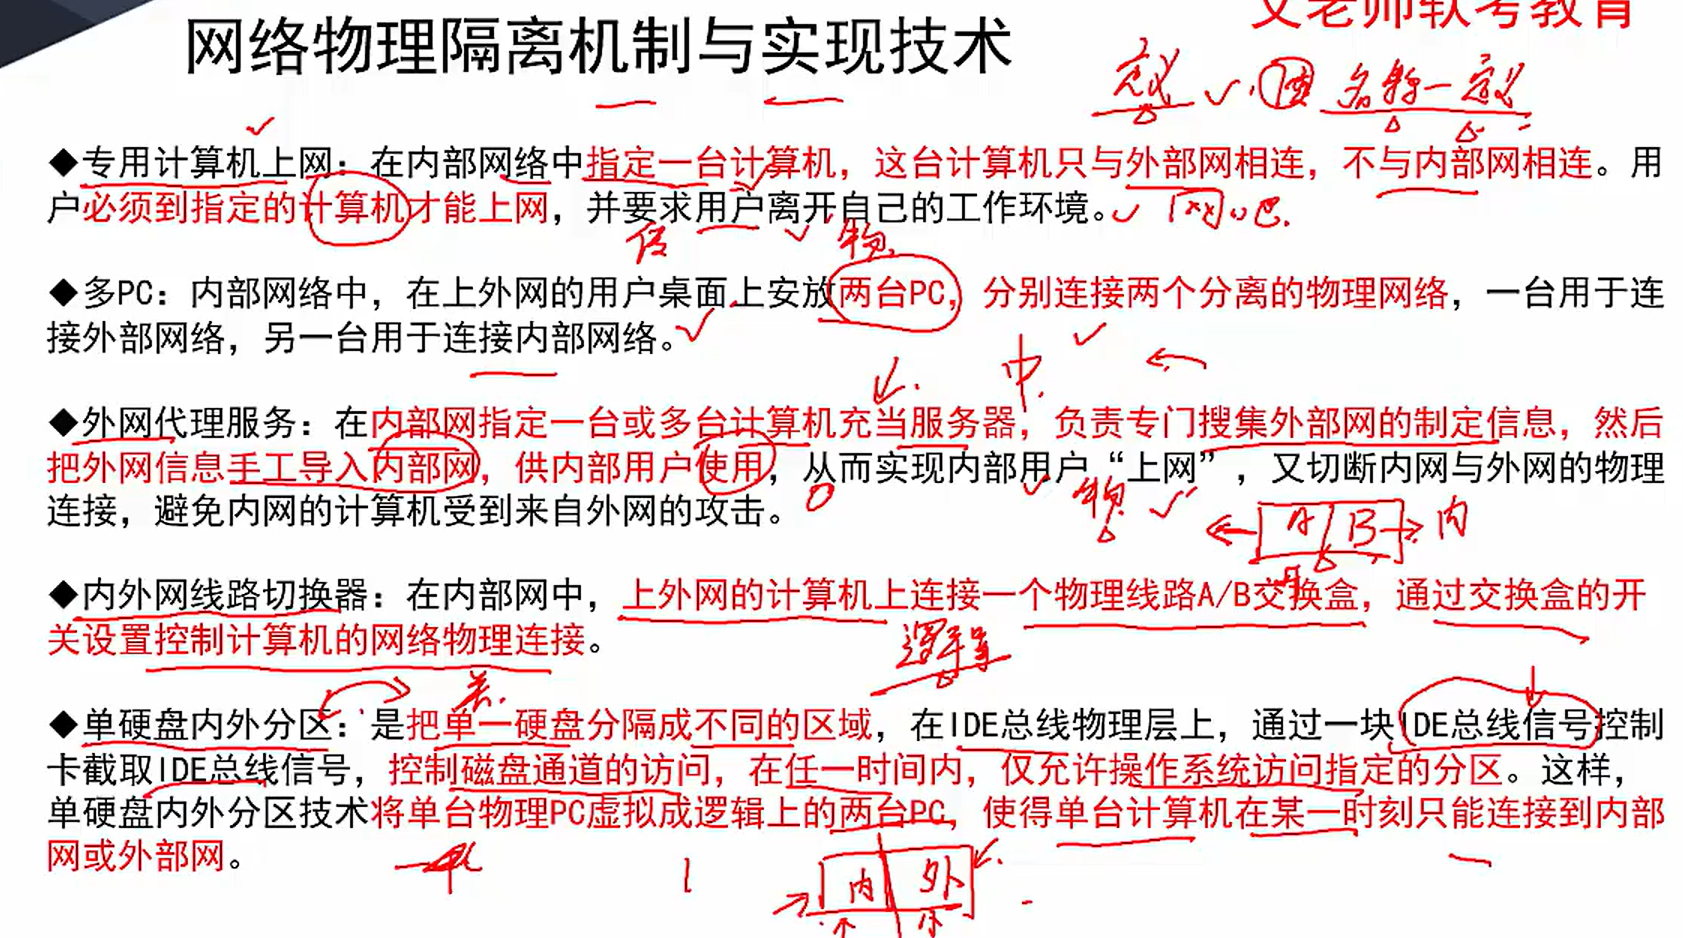 文老师软考教育
网络物理隔离机制与实现技术
定义 ✓. 名称一定义
◆专用计算机上网：在内部网络中指定一台计算机，这台计算机只与外部网相连，不与内部网相连。用
户必须到指定的计算机才能上网，并要求用户离开自己的工作环境。
网吧.
物.
◆多PC：内部网络中，在上外网的用户桌面上安放两台PC，分别连接两个分离的物理网络，一台用于连
接外部网络，另一台用于连接内部网络。
中.
◆外网代理服务：在内部网指定一台或多台计算机充当服务器，负责专门搜集外部网的制定信息，然后
把外网信息手工导入内部网，供内部用户使用，从而实现内部用户“上网”，又切断内网与外网的物理
连接，避免内网的计算机受到来自外网的攻击。
A B 内
◆内外网线路切换器：在内部网中，上外网的计算机上连接一个物理线路A/B交换盒，通过交换盒的开
关设置控制计算机的网络物理连接。
◆单硬盘内外分区：是把单一硬盘分隔成不同的区域，在IDE总线物理层上，通过一块IDE总线信号控制
卡截取IDE总线信号，控制磁盘通道的访问，在任一时间内，仅允许操作系统访问指定的分区。这样，
单硬盘内外分区技术将单台物理PC虚拟成逻辑上的两台PC，使得单台计算机在某一时刻只能连接到内部
网或外部网。
内 外